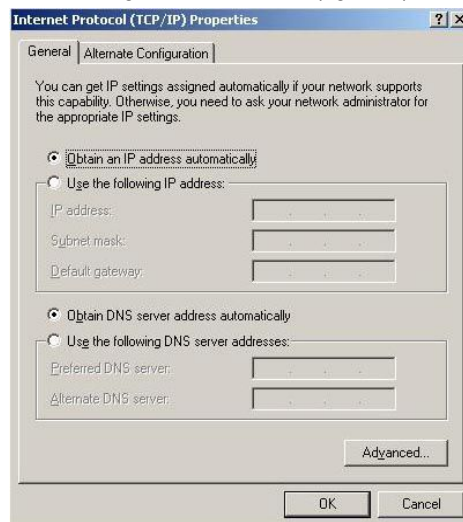 Internet Protocol (TCP/IP) Properties
? x
General
Alternate Configuration
You can get IP settings assigned automatically if your network supports
this capability. Otherwise, you need to ask your network administrator for
the appropriate IP settings.
Obtain an IP address automatically
Use the following IP address:
IP address:
Subnet mask:
Default gateway:
Obtain DNS server address automatically
Use the following DNS server addresses:
Preferred DNS server:
Alternate DNS server:
Advanced...
OK Cancel